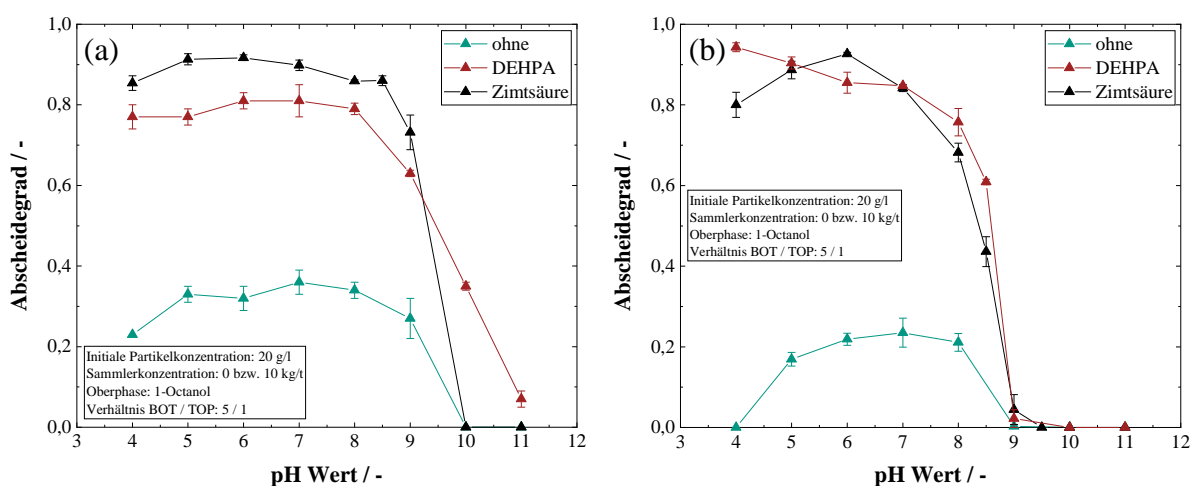 (a)
ohne
DEHPA
Zimtsäure
Initiale Partikelkonzentration: 20 g/l
Sammlerkonzentration: 0 bzw. 10 kg/t
Oberphase: 1-Octanol
Verhältnis BOT / TOP: 5 / 1
Abscheidegrad / -
1,0
0,8
0,6
0,4
0,2
0,0
3 4 5 6 7 8 9 10 11 12
pH Wert / -
(b)
ohne
DEHPA
Zimtsäure
Initiale Partikelkonzentration: 20 g/l
Sammlerkonzentration: 0 bzw. 10 kg/t
Oberphase: 1-Octanol
Verhältnis BOT / TOP: 5 / 1
Abscheidegrad / -
1,0
0,8
0,6
0,4
0,2
0,0
3 4 5 6 7 8 9 10 11 12
pH Wert / -